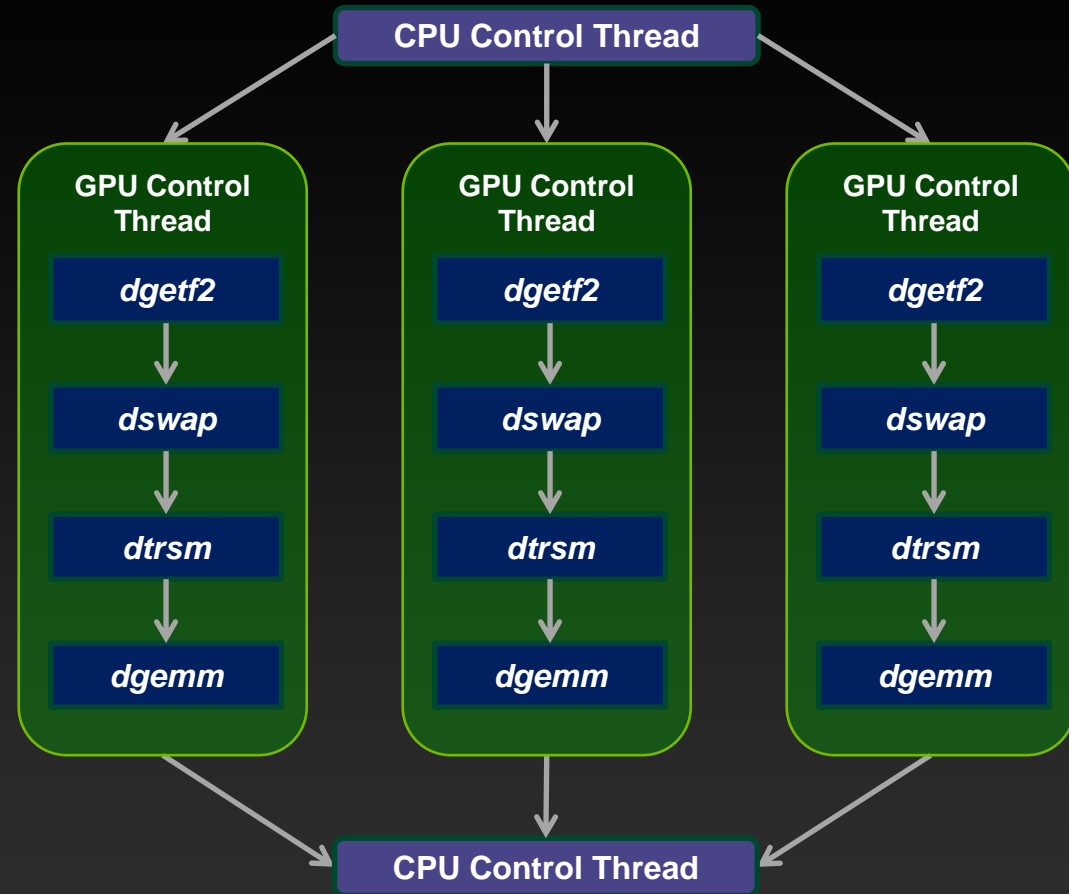 CPU Control Thread
GPU Control
Thread
dgetf2
dswap
dtrsm
dgemm
GPU Control
Thread
dgetf2
dswap
dtrsm
dgemm
GPU Control
Thread
dgetf2
dswap
dtrsm
dgemm
CPU Control Thread